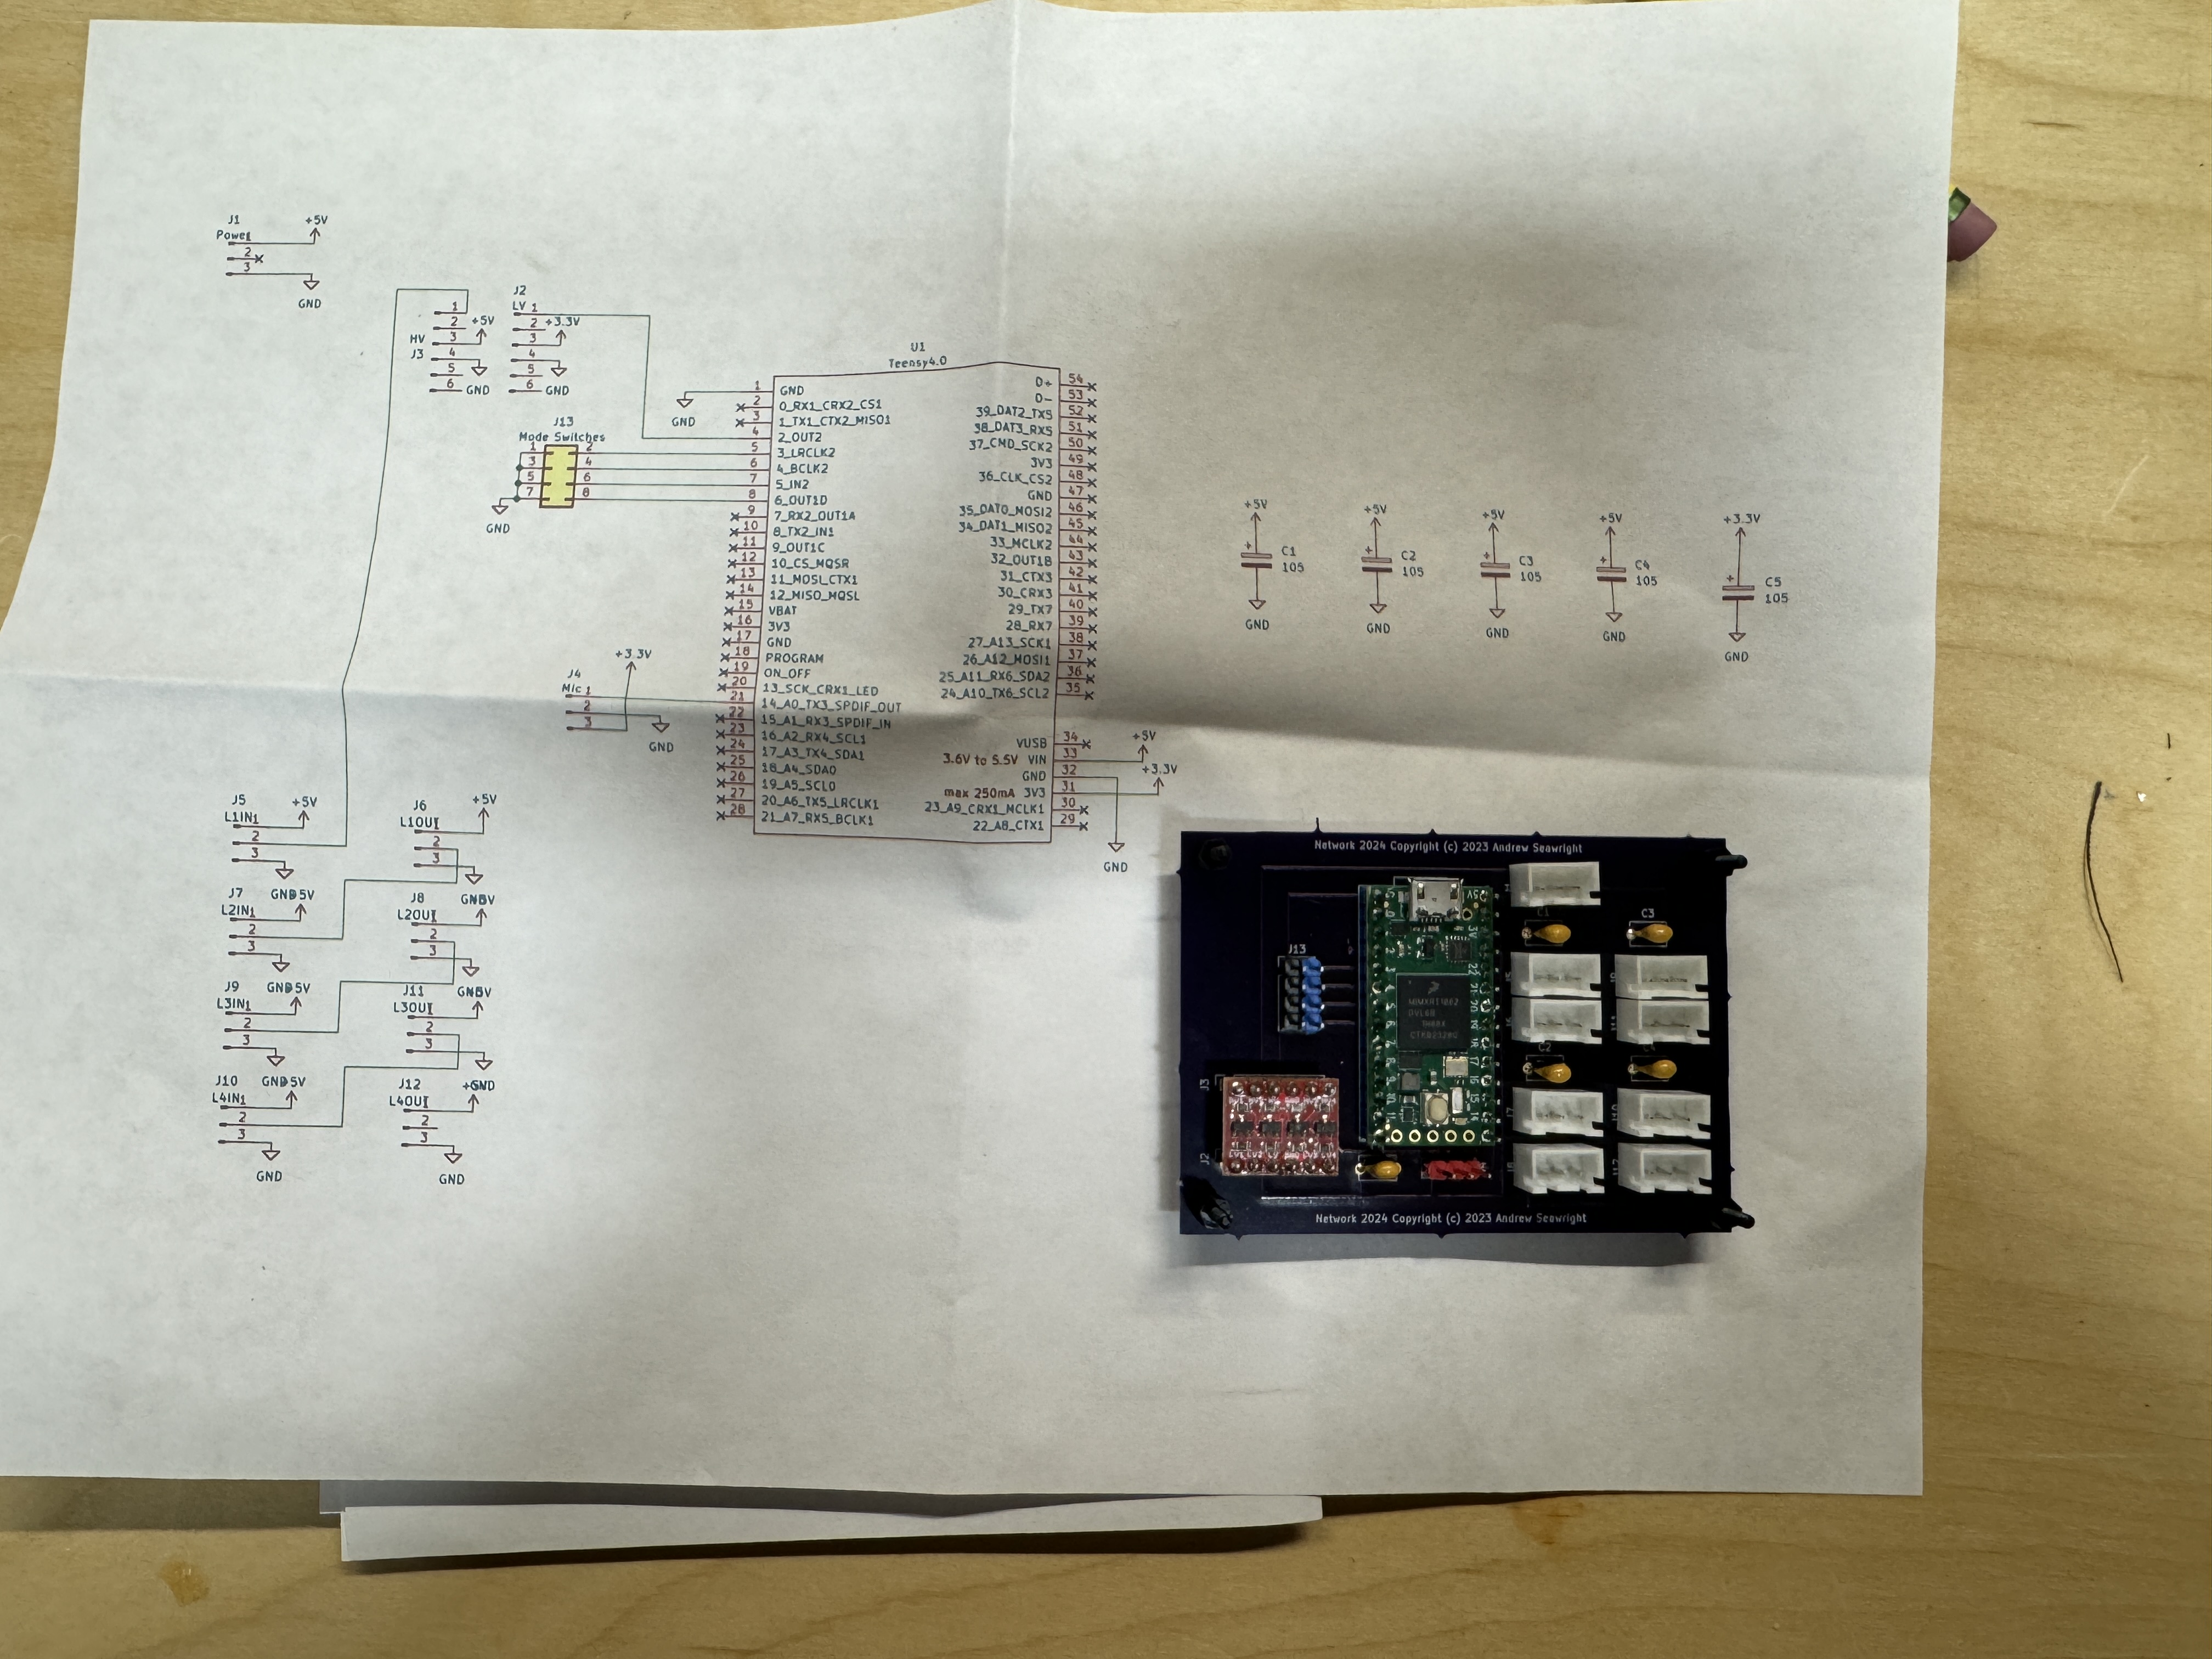 J1
Power
+5V
1
2
3
GND
HV
J3
1
2
3
4
5
6
+5V
GND
J2
LV
1
2
3
4
5
6
+3.3V
GND
J13
Mode Switches
1 2
3 4
5 6
7 8
GND
U1
Teensy4.0
GND
1 GND
2 0_RX1_CRX2_CS1
3 1_TX1_CTX2_MISO1
4 2_OUT2
5 3_LRCLK2
6 4_BCLK2
7 5_IN2
8 6_OUT1D
9 7_RX2_OUT1A
10 8_TX2_IN1
11 9_OUT1C
12 10_CS_MQSR
13 11_MOSI_CTX1
14 12_MISO_MQSL
15 VBAT
16 3V3
17 GND
18 PROGRAM
19 ON_OFF
20 13_SCK_CRX1_LED
21 14_A0_TX3_SPDIF_OUT
22 15_A1_RX3_SPDIF_IN
23 16_A2_RX4_SCL1
24 17_A3_TX4_SDA1
25 18_A4_SDA0
26 19_A5_SCL0
27 20_A6_TX5_LRCLK1
28 21_A7_RX5_BCLK1
D+ 54
D- 53
39_DAT2_TX5 52
38_DAT3_RX5 51
37_CMD_SCK2 50
3V3 49
36_CLK_CS2 48
GND 47
35_DAT0_MOSI2 46
34_DAT1_MISO2 45
33_MCLK2 44
32_OUT1B 43
31_CTX3 42
30_CRX3 41
29_TX7 40
28_RX7 39
27_A13_SCK1 38
26_A12_MOSI1 37
25_A11_RX6_SDA2 36
24_A10_TX6_SCL2 35
VUSB 34
3.6V to 5.5V VIN 33
GND 32
max 250mA 3V3 31
23_A9_CRX1_MCLK1 30
22_A8_CTX1 29
+5V
+3.3V
GND
J4
Mic
1
2
3
+3.3V
GND
+5V
C1
105
GND
+5V
C2
105
GND
+5V
C3
105
GND
+5V
C4
105
GND
+3.3V
C5
105
GND
J5
L1IN
1
2
3
+5V
GND
J6
L1OUT
2
3
+5V
GND
J7
L2IN
1
2
3
5V
GND
J8
L2OUT
2
3
5V
GND
J9
L3IN
1
2
3
5V
GND
J11
L3OUT
2
3
5V
GND
J10
L4IN
1
2
3
5V
GND
J12
L4OUT
2
3
GND
Network 2024 Copyright (c) 2023 Andrew Seawright
J13
C1
C3
C2
J3
J2
Network 2024 Copyright (c) 2023 Andrew Seawright